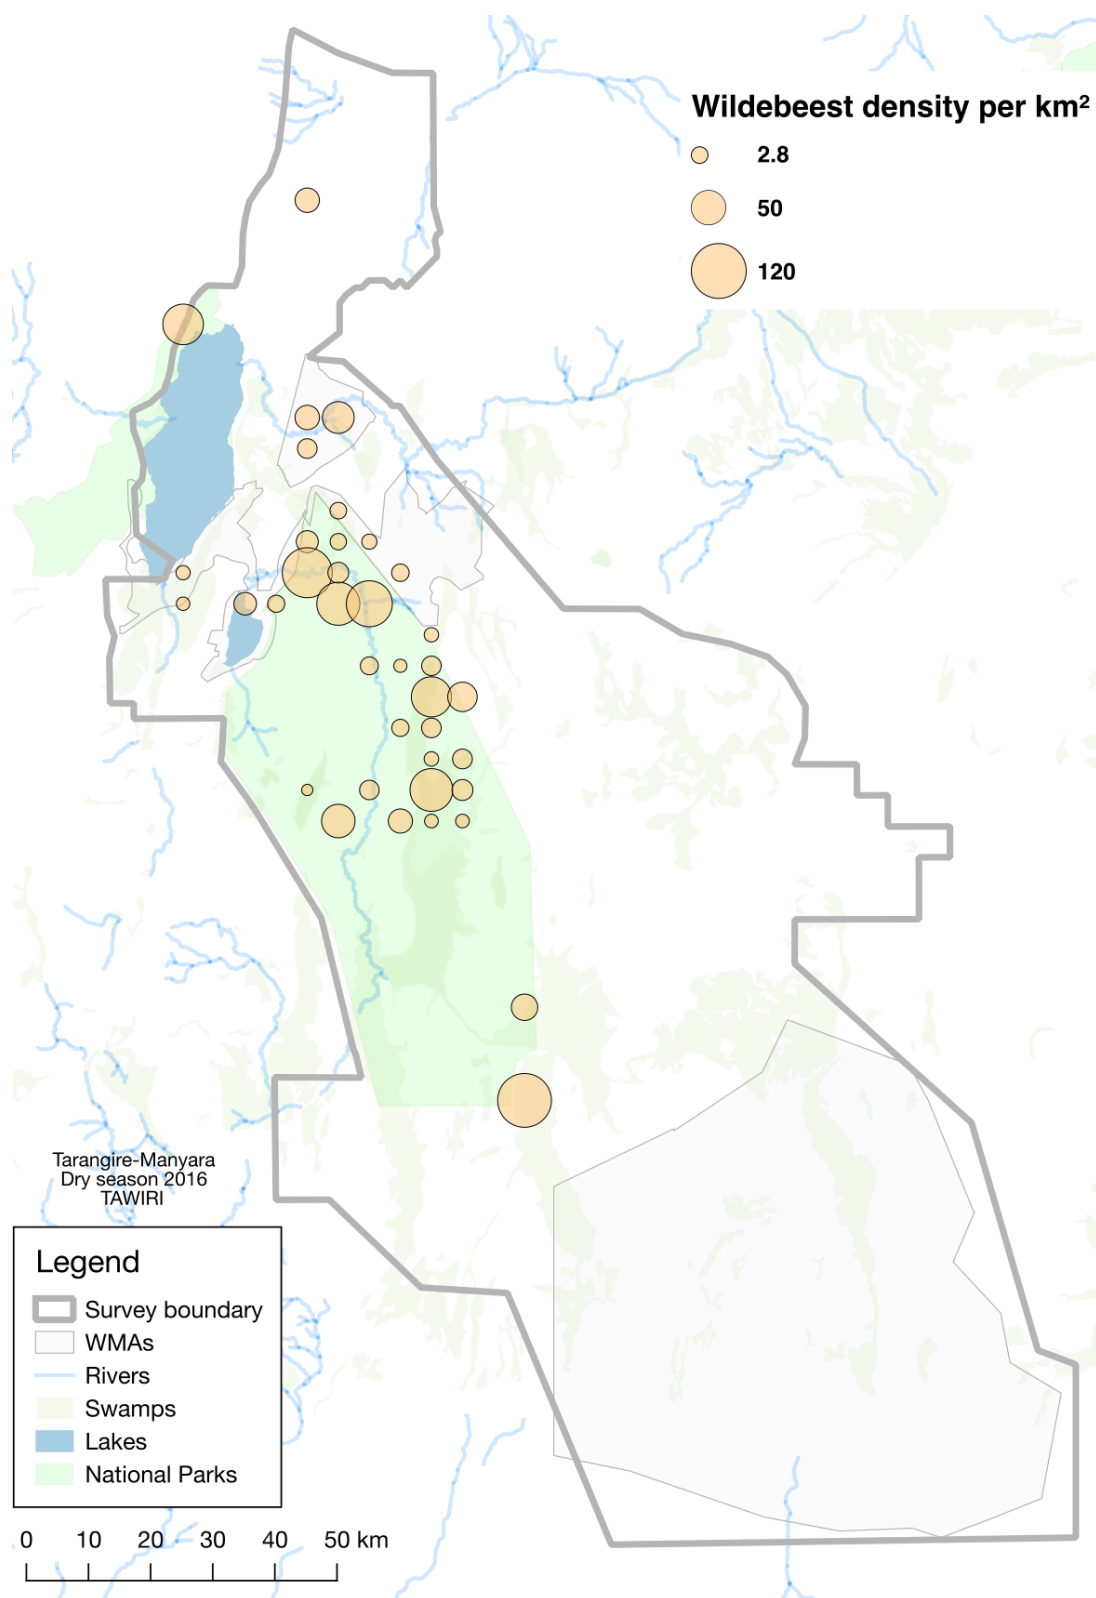 Wildebeest density per km²
2.8
50
120
Tarangire-Manyara
Dry season 2016
TAWIRI
Legend
Survey boundary
WMAs
Rivers
Swamps
Lakes
National Parks
0 10 20 30 40 50 km